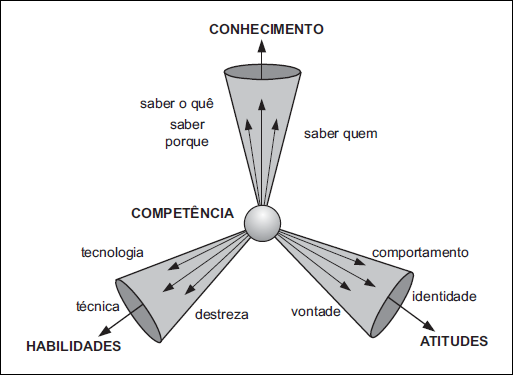 CONHECIMENTO
saber o quê
saber
porque
saber quem
COMPETÊNCIA
tecnologia
técnica
destreza
HABILIDADES
comportamento
identidade
vontade
ATITUDES